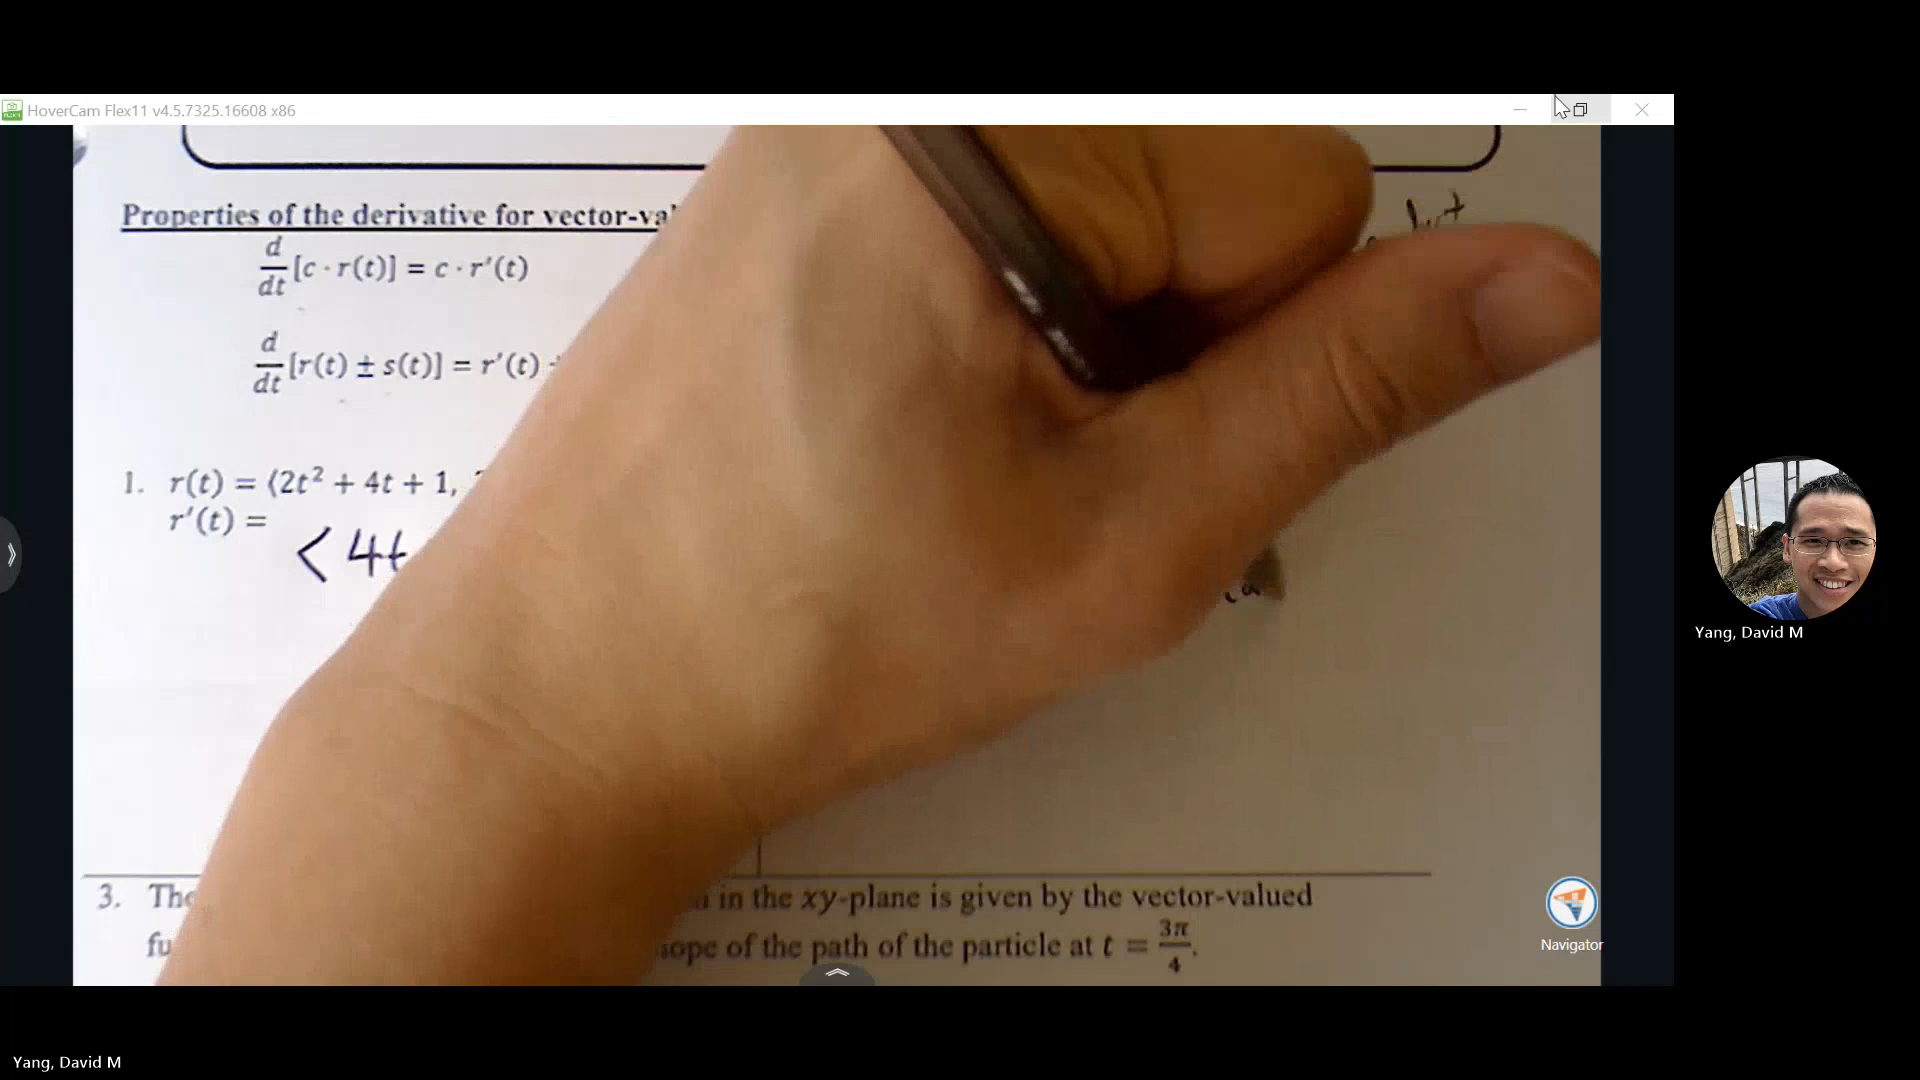 HoverCam Flex11 v4.5.7325.16608 x86
Properties of the derivative for vector-va
d/dt [c · r(t)] = c · r′(t)
d/dt [r(t) ± s(t)] = r′(t)
1. r(t) = ⟨2t² + 4t + 1,
r′(t) =
< 4t
3. The
in the xy-plane is given by the vector-valued
fu
of the path of the particle at t = 3π/4.
Navigator
Yang, David M
Yang, David M